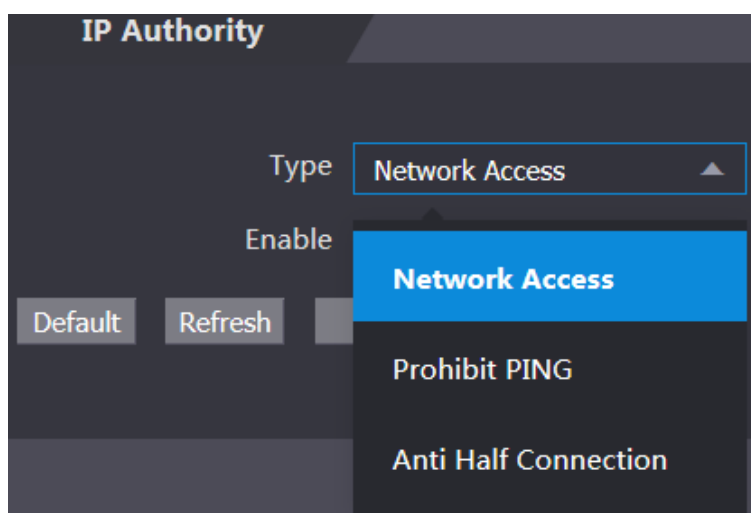 IP Authority
Type Network Access
Enable
Network Access
Default Refresh
Prohibit PING
Anti Half Connection